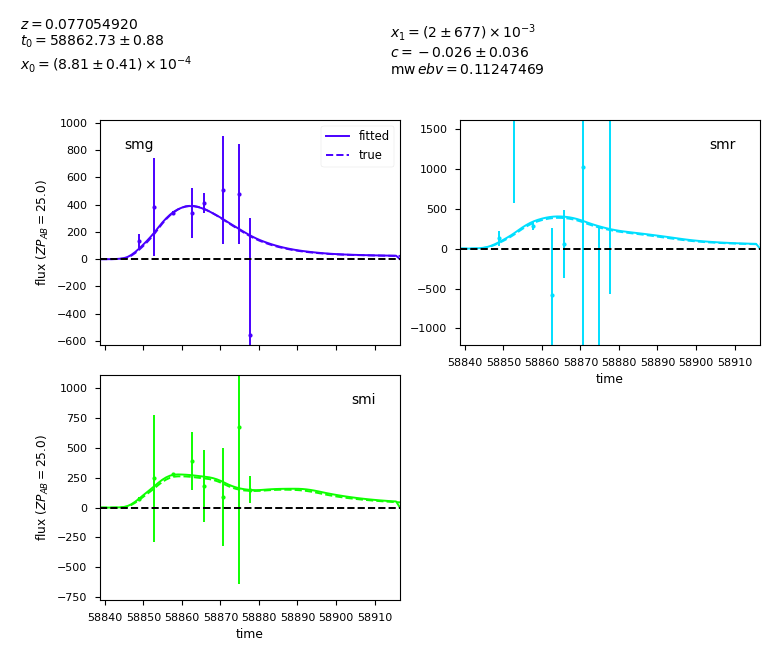 z = 0.077054920
t₀ = 58862.73 ± 0.88
x₀ = (8.81 ± 0.41) × 10⁻⁴
x₁ = (2 ± 677) × 10⁻³
c = −0.026 ± 0.036
mw ebv = 0.11247469
smg
fitted
true
1000
800
600
400
200
0
−200
−400
−600
flux (ZP_AB = 25.0)
smr
1500
1000
500
0
−500
−1000
58840 58850 58860 58870 58880 58890 58900 58910
time
smi
1000
750
500
250
0
−250
−500
−750
flux (ZP_AB = 25.0)
58840 58850 58860 58870 58880 58890 58900 58910
time